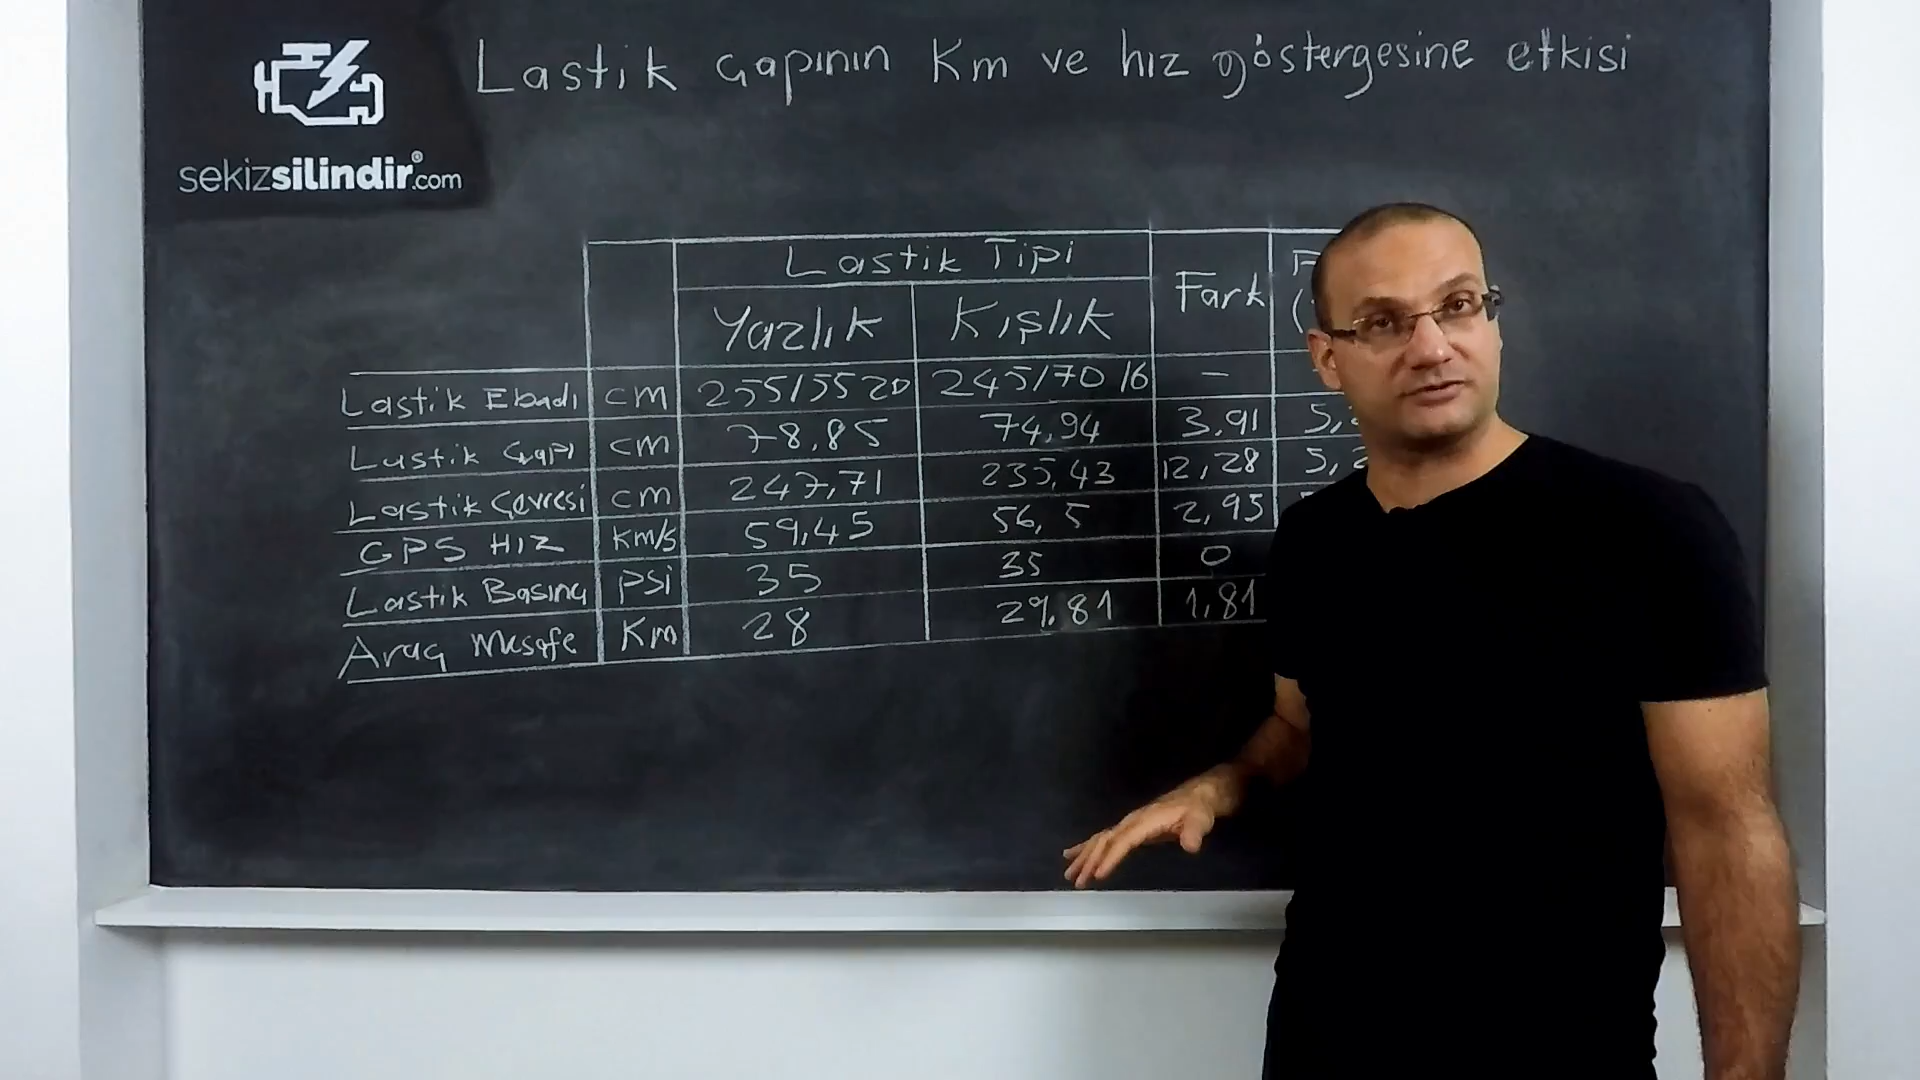 Lastik çapının Km ve hız göstergesine etkisi
sekizsilindir.com
Lastik Tipi
Fark
Yazlık Kışlık
Lastik Ebadı cm 255/55 20 245/70 16 -
Lastik Çapı cm 78,85 74,94 3,91
Lastik Çevresi cm 247,71 235,43 12,28
GPS HIZ Km/s 59,45 56,5 2,95
Lastik Basınç psi 35 35 0
Araç Mesafe Km 28 29,81 1,81